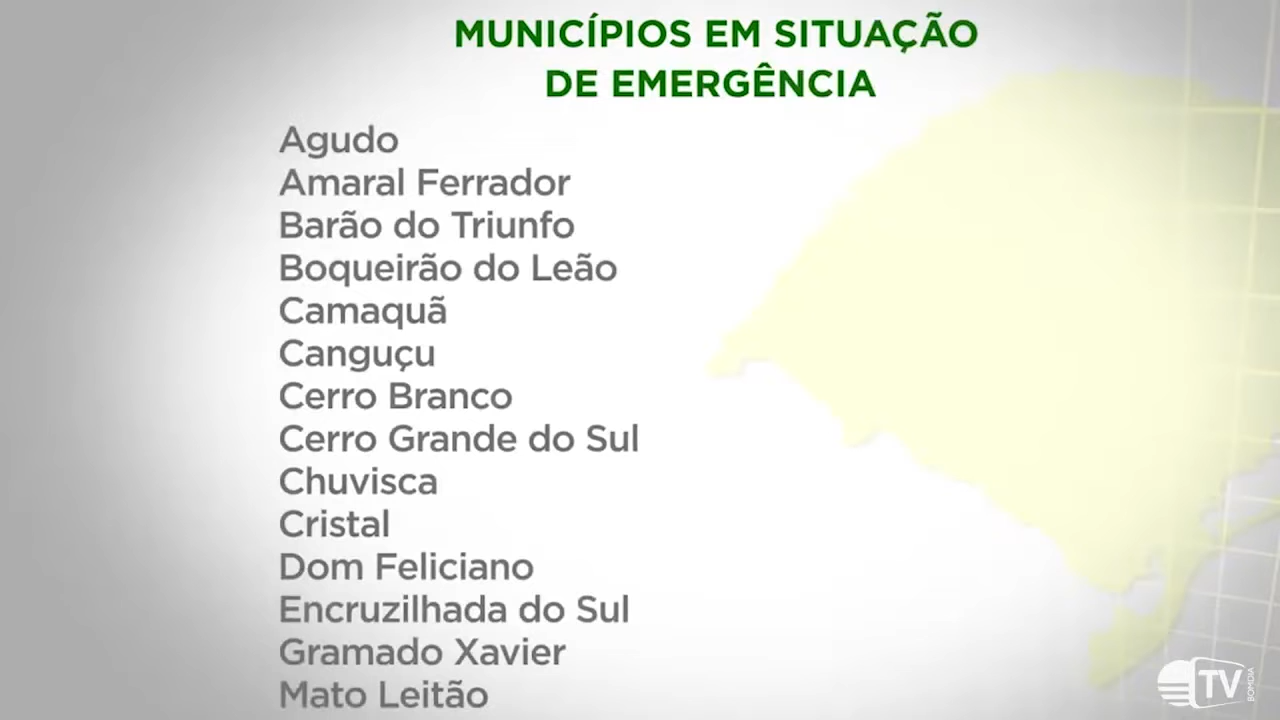 MUNICÍPIOS EM SITUAÇÃO
DE EMERGÊNCIA
Agudo
Amaral Ferrador
Barão do Triunfo
Boqueirão do Leão
Camaquã
Canguçu
Cerro Branco
Cerro Grande do Sul
Chuvisca
Cristal
Dom Feliciano
Encruzilhada do Sul
Gramado Xavier
Mato Leitão
TV
BOMDIA